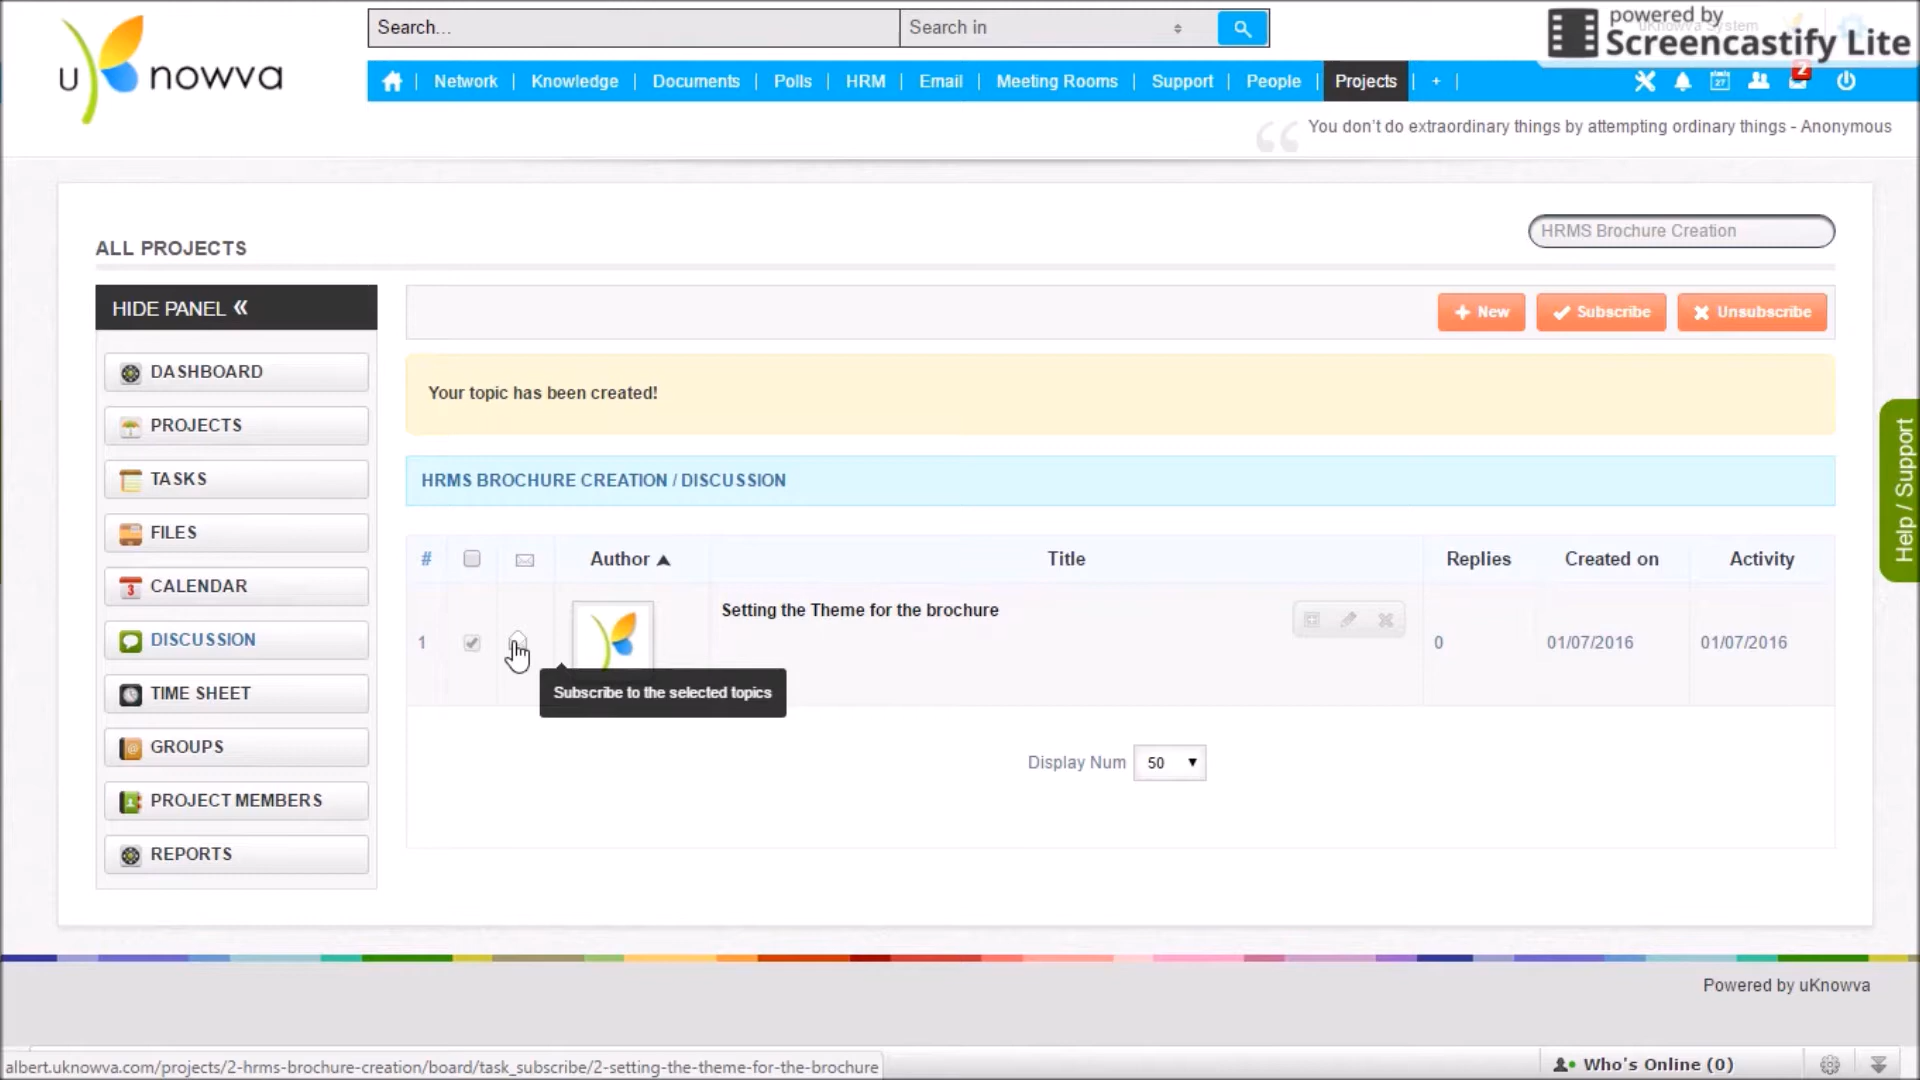 u nowva
Search...
Search in
powered by
uKnowva System
Screencastify Lite
Network
Knowledge
Documents
Polls
HRM
Email
Meeting Rooms
Support
People
Projects
+
27
2
You don't do extraordinary things by attempting ordinary things - Anonymous
ALL PROJECTS
HRMS Brochure Creation
HIDE PANEL «
New
Subscribe
Unsubscribe
DASHBOARD
PROJECTS
TASKS
FILES
3 CALENDAR
DISCUSSION
TIME SHEET
GROUPS
PROJECT MEMBERS
REPORTS
Your topic has been created!
HRMS BROCHURE CREATION / DISCUSSION
# Author Title Replies Created on Activity
1 Setting the Theme for the brochure 0 01/07/2016 01/07/2016
Subscribe to the selected topics
Display Num 50
Help / Support
Powered by uKnowva
albert.uknowva.com/projects/2-hrms-brochure-creation/board/task_subscribe/2-setting-the-theme-for-the-brochure
Who's Online (0)